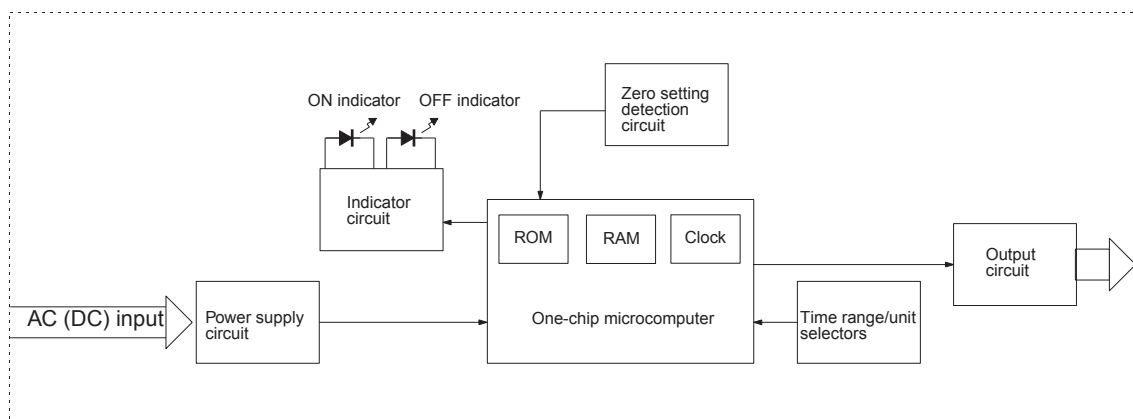 ON indicator
OFF indicator
Zero setting
detection
circuit
Indicator
circuit
ROM
RAM
Clock
Output
circuit
AC (DC) input
Power supply
circuit
One-chip microcomputer
Time range/unit
selectors